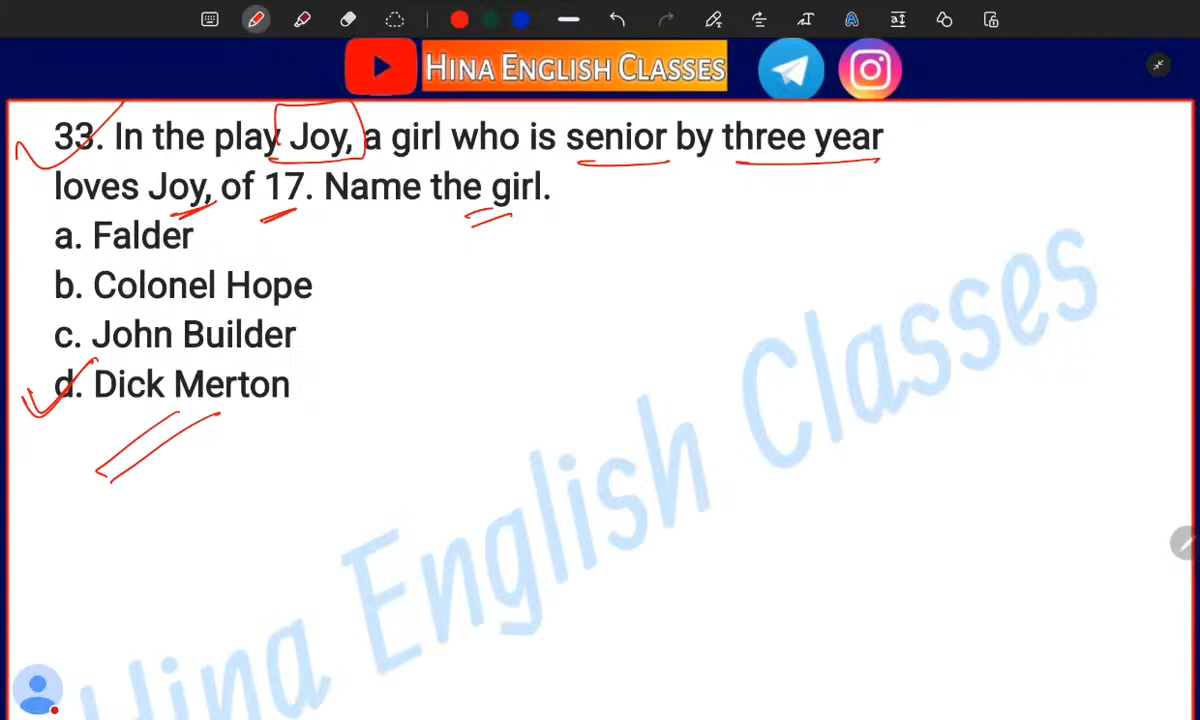 HINA ENGLISH CLASSES
33. In the play Joy, a girl who is senior by three year
loves Joy, of 17. Name the girl.
a. Falder
b. Colonel Hope
c. John Builder
d. Dick Merton
Hina English Classes